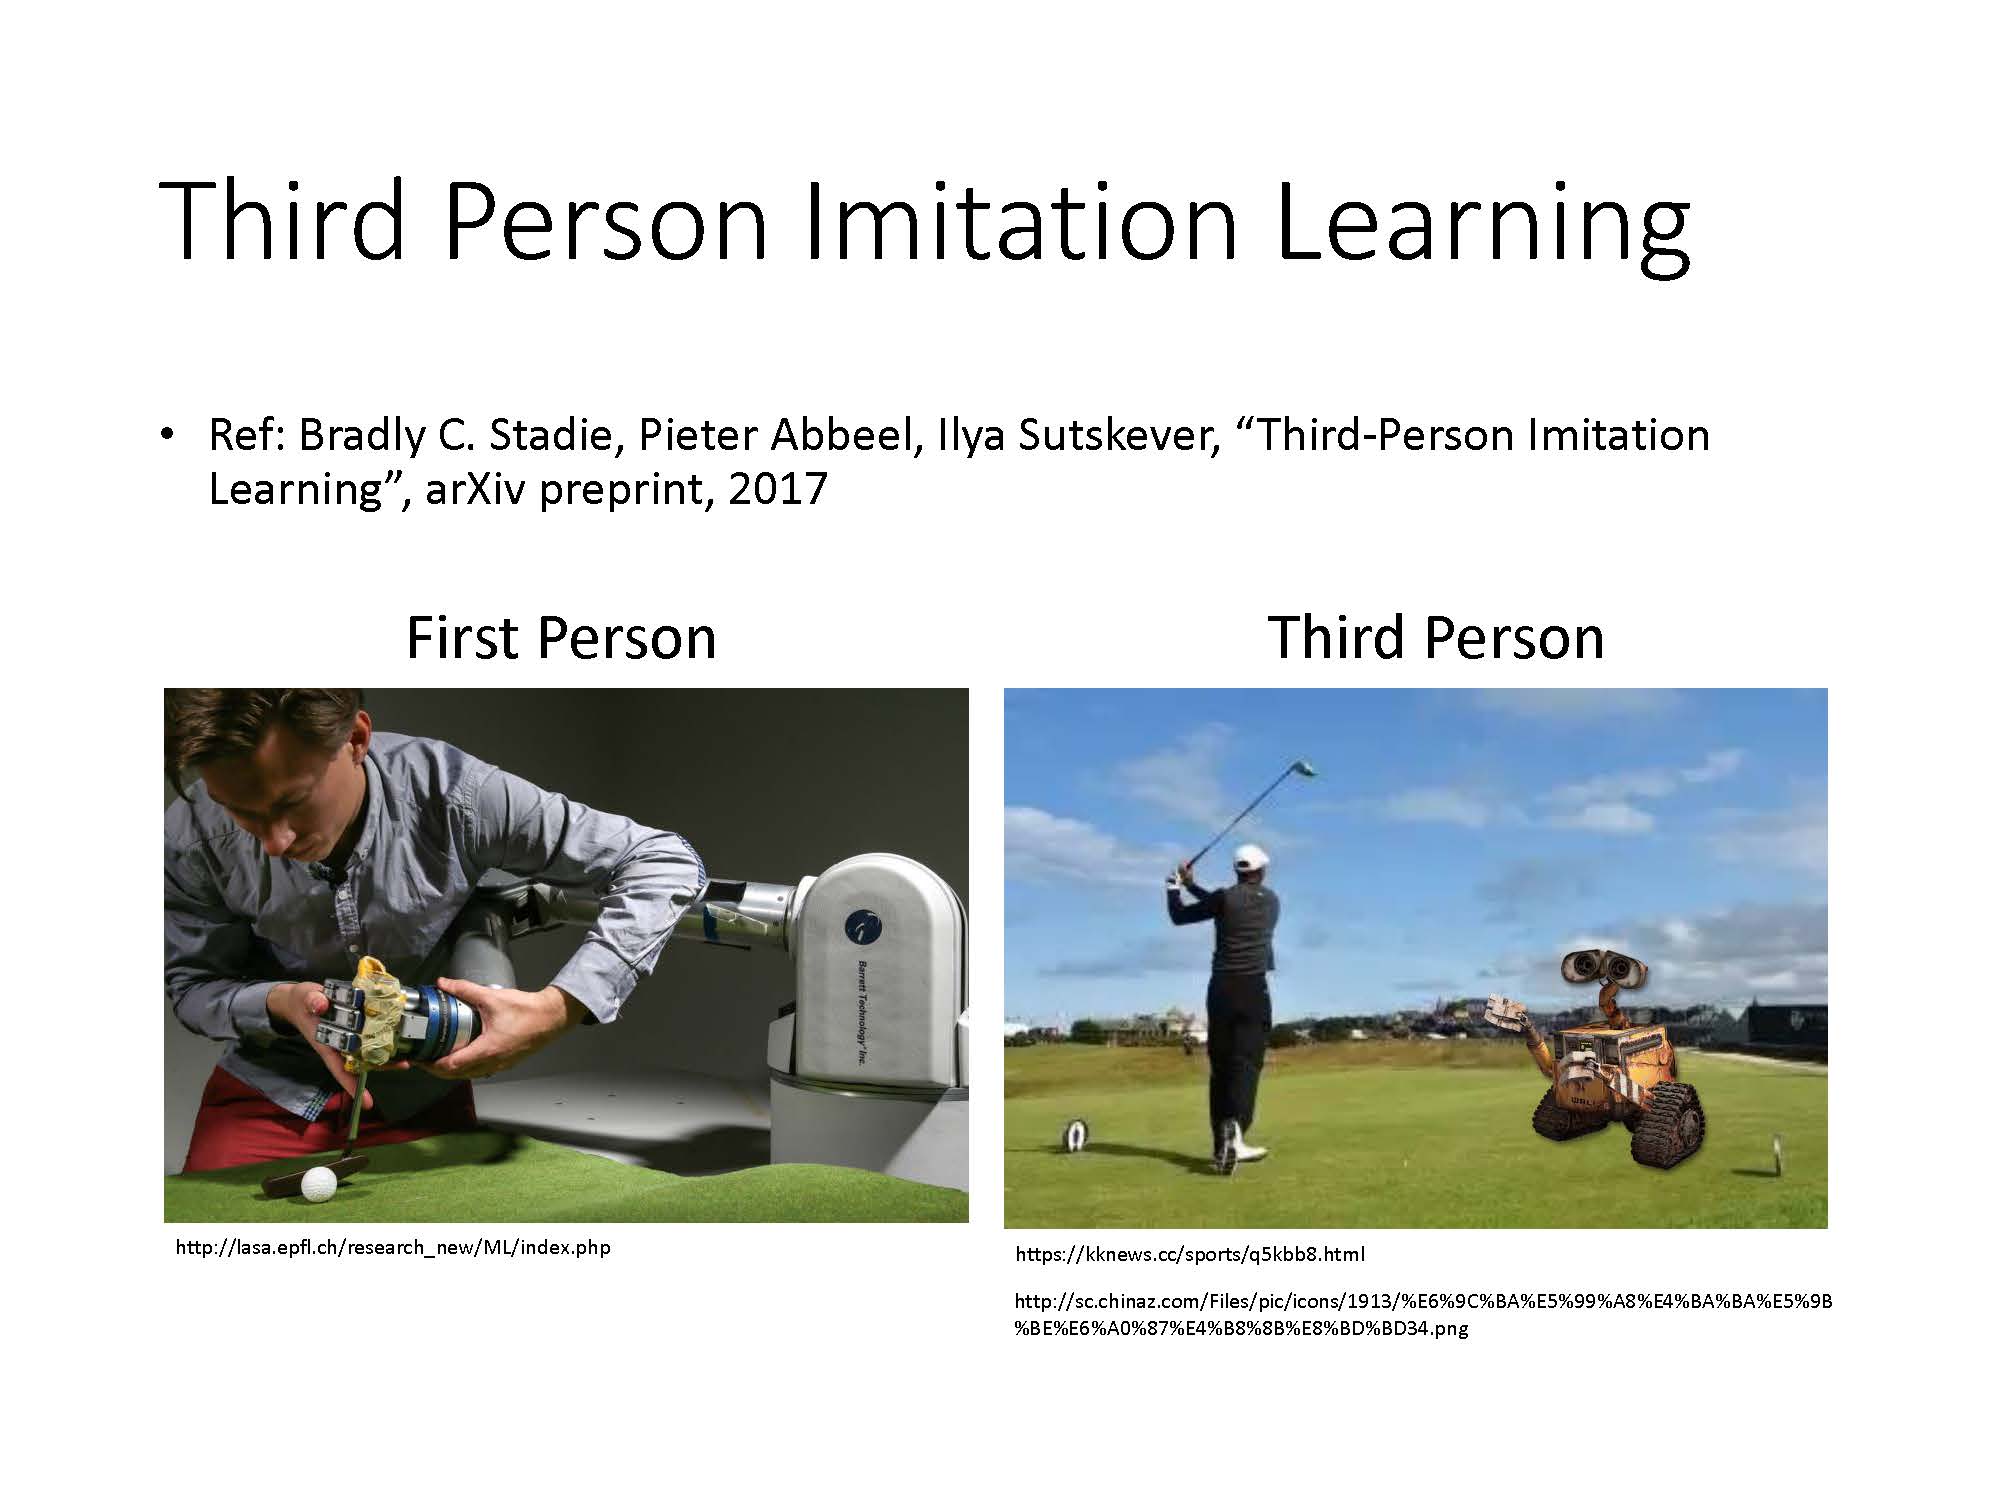 Third Person Imitation Learning
• Ref: Bradly C. Stadie, Pieter Abbeel, Ilya Sutskever, “Third-Person Imitation
Learning”, arXiv preprint, 2017
First Person
Third Person
Barrett Technology Inc.
WALL·E
http://lasa.epfl.ch/research_new/ML/index.php
https://kknews.cc/sports/q5kbb8.html
http://sc.chinaz.com/Files/pic/icons/1913/%E6%9C%BA%E5%99%A8%E4%BA%BA%E5%9B
%BE%E6%A0%87%E4%B8%8B%E8%BD%BD34.png